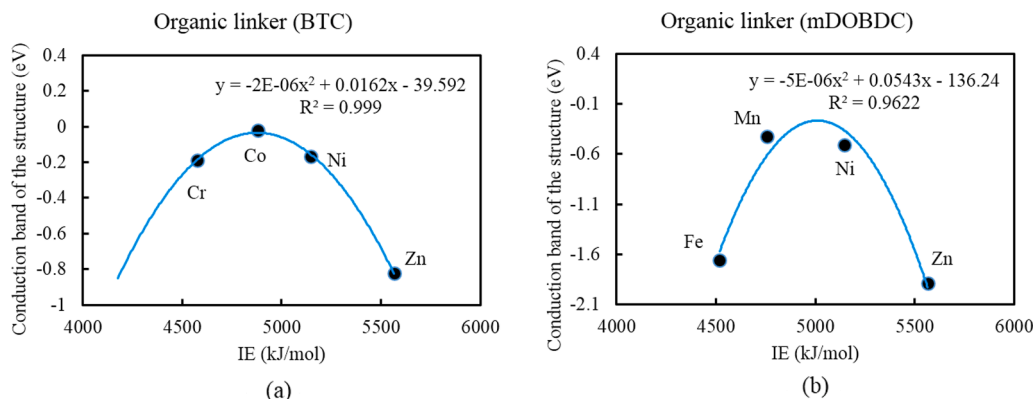 Organic linker (BTC)
Conduction band of the structure (eV)
0.4
0.2
0
-0.2
-0.4
-0.6
-0.8
-1
y = -2E-06x² + 0.0162x - 39.592
R² = 0.999
Cr
Co
Ni
Zn
4000
4500
5000
5500
6000
IE (kJ/mol)
(a)
Organic linker (mDOBDC)
Conduction band of the structure (eV)
0.4
-0.1
-0.6
-1.1
-1.6
-2.1
y = -5E-06x² + 0.0543x - 136.24
R² = 0.9622
Mn
Ni
Fe
Zn
4000
4500
5000
5500
6000
IE (kJ/mol)
(b)